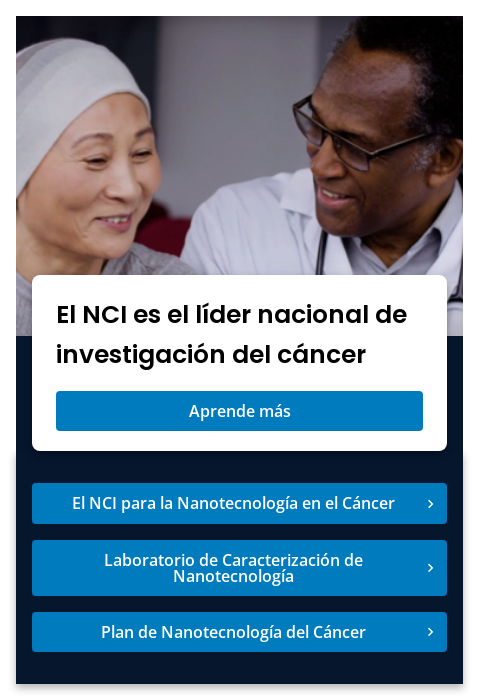 El NCI es el líder nacional de
investigación del cáncer
Aprende más
El NCI para la Nanotecnología en el Cáncer
Laboratorio de Caracterización de
Nanotecnología
Plan de Nanotecnología del Cáncer